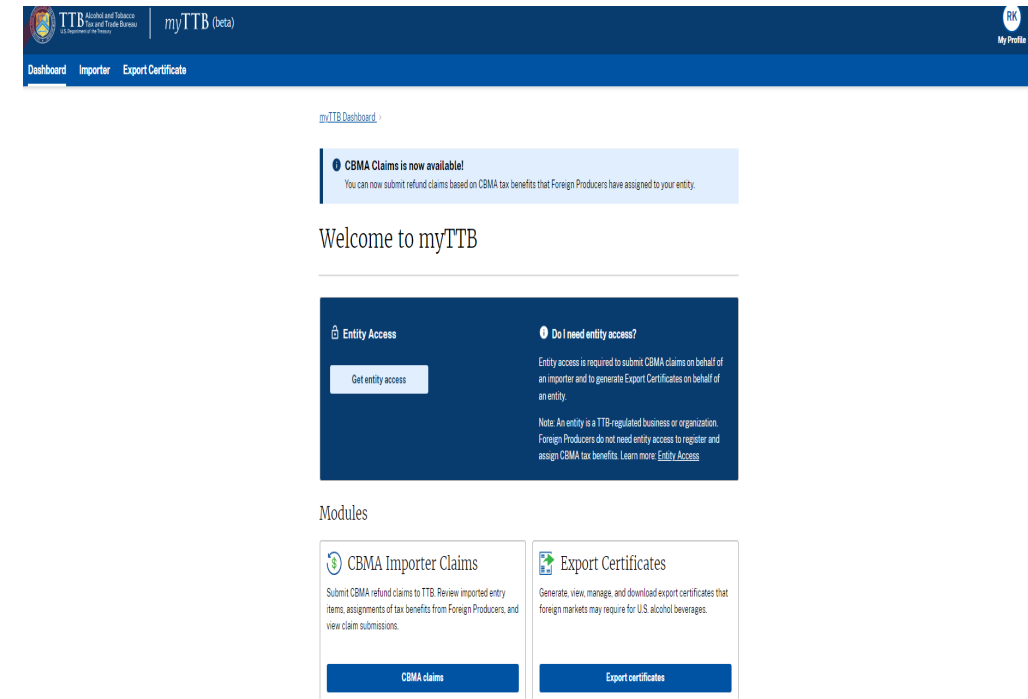 TTB Alcohol and Tobacco
Tax and Trade Bureau
U.S. Department of the Treasury
myTTB (beta)
RK
My Profile
Dashboard Importer Export Certificate
myTTB Dashboard >
CBMA Claims is now available!
You can now submit refund claims based on CBMA tax benefits that Foreign Producers have assigned to your entity.
Welcome to myTTB
Entity Access
Get entity access
Do I need entity access?
Entity access is required to submit CBMA claims on behalf of
an importer and to generate Export Certificates on behalf of
an entity.
Note: An entity is a TTB-regulated business or organization.
Foreign Producers do not need entity access to register and
assign CBMA tax benefits. Learn more: Entity Access
Modules
CBMA Importer Claims
Submit CBMA refund claims to TTB. Review imported entry
items, assignments of tax benefits from Foreign Producers, and
view claim submissions.
CBMA claims
Export Certificates
Generate, view, manage, and download export certificates that
foreign markets may require for U.S. alcohol beverages.
Export certificates